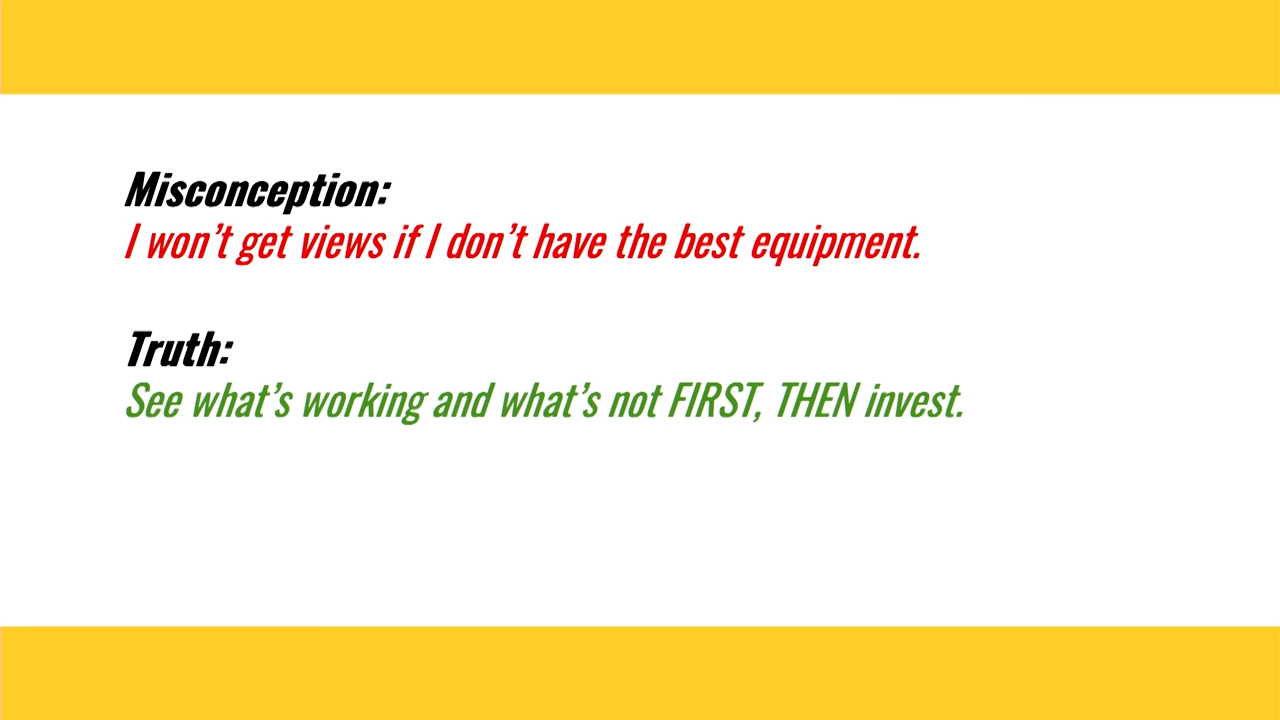 Misconception:
I won’t get views if I don’t have the best equipment.
Truth:
See what’s working and what’s not FIRST, THEN invest.